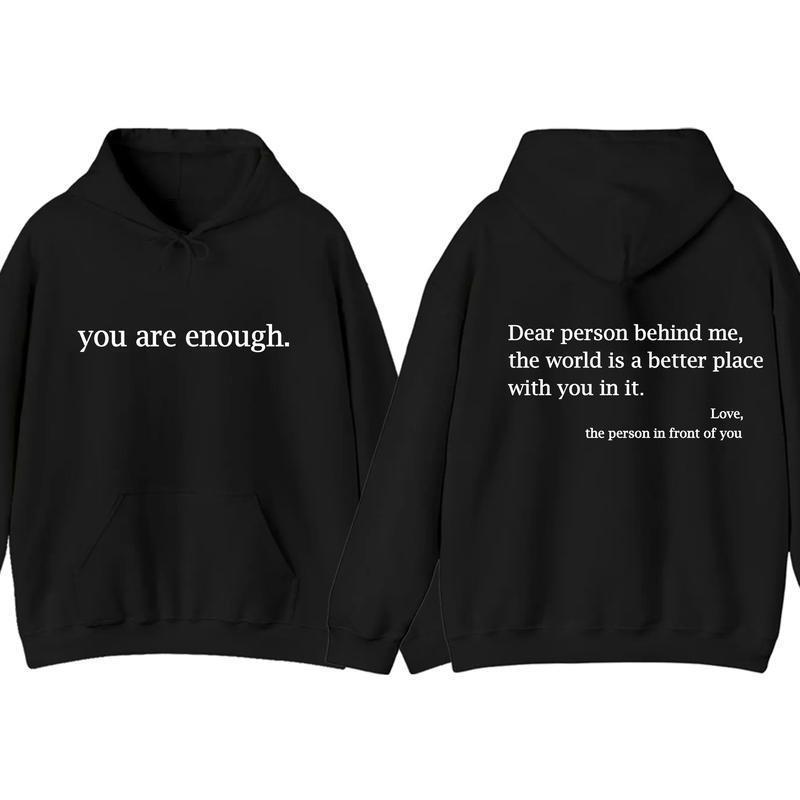 you are enough.
Dear person behind me,
the world is a better place
with you in it.
Love,
the person in front of you